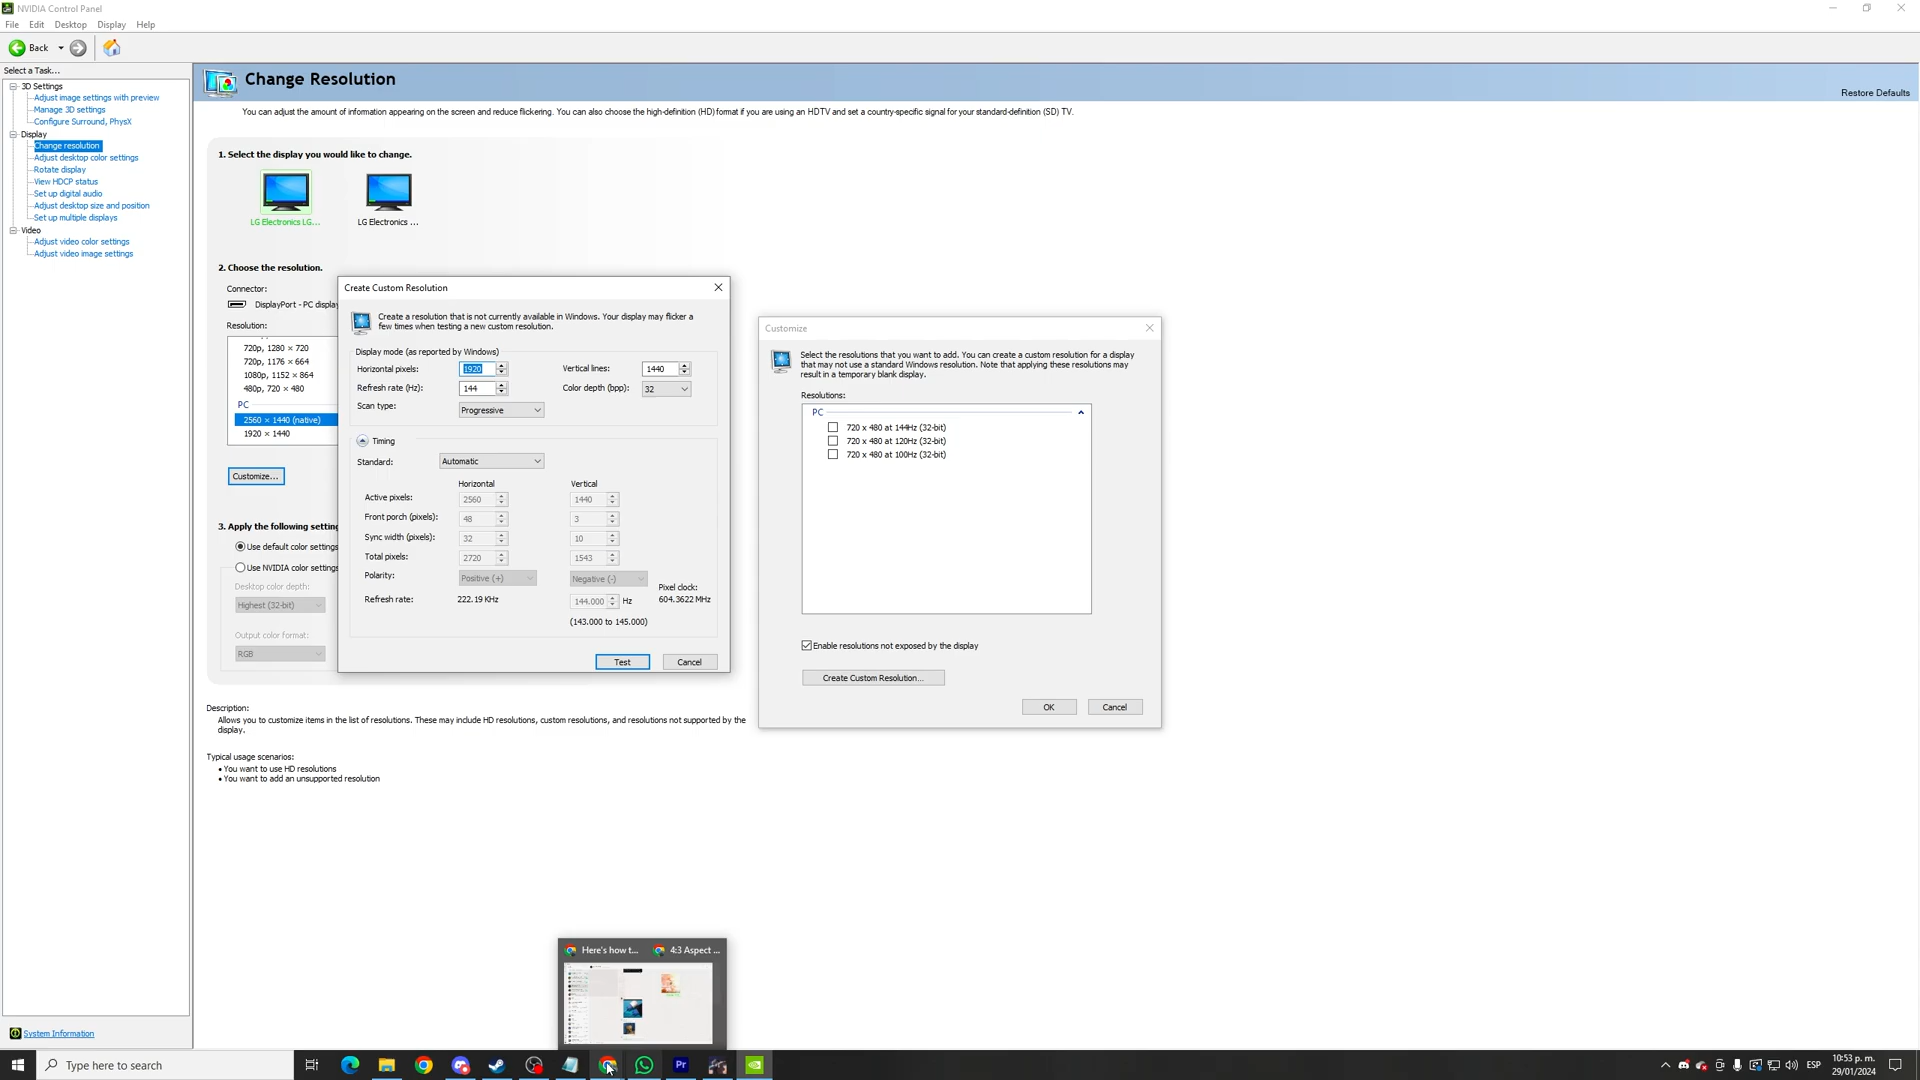 NVIDIA Control Panel
File Edit Desktop Display Help
Back
Select a Task...
3D Settings
Adjust image settings with preview
Manage 3D settings
Configure Surround, PhysX
Display
Change resolution
Adjust desktop color settings
Rotate display
View HDCP status
Set up digital audio
Adjust desktop size and position
Set up multiple displays
Video
Adjust video color settings
Adjust video image settings
System Information
Change Resolution
Restore Defaults
You can adjust the amount of information appearing on the screen and reduce flickering. You can also choose the high-definition (HD) format if you are using an HDTV and set a country-specific signal for your standard-definition (SD) TV.
1. Select the display you would like to change.
LG Electronics LG... LG Electronics ...
2. Choose the resolution.
Connector:
DisplayPort - PC display
Resolution:
720p, 1280 × 720
720p, 1176 × 664
1080p, 1152 × 864
480p, 720 × 480
PC
2560 × 1440 (native)
1920 × 1440
Customize...
3. Apply the following setting
Use default color settings
Use NVIDIA color settings
Desktop color depth:
Highest (32-bit)
Output color format:
RGB
Description:
Allows you to customize items in the list of resolutions. These may include HD resolutions, custom resolutions, and resolutions not supported by the
display.
Typical usage scenarios:
• You want to use HD resolutions
• You want to add an unsupported resolution
Create Custom Resolution
Create a resolution that is not currently available in Windows. Your display may flicker a
few times when testing a new custom resolution.
Display mode (as reported by Windows)
Horizontal pixels: 1920 Vertical lines: 1440
Refresh rate (Hz): 144 Color depth (bpp): 32
Scan type: Progressive
Timing
Standard: Automatic
Horizontal Vertical
Active pixels: 2560 1440
Front porch (pixels): 48 3
Sync width (pixels): 32 10
Total pixels: 2720 1543
Polarity: Positive (+) Negative (-)
Pixel clock:
Refresh rate: 222.19 KHz 144.000 Hz 604.3622 MHz
(143.000 to 145.000)
Test Cancel
Customize
Select the resolutions that you want to add. You can create a custom resolution for a display
that may not use a standard Windows resolution. Note that applying these resolutions may
result in a temporary blank display.
Resolutions:
PC
720 x 480 at 144Hz (32-bit)
720 x 480 at 120Hz (32-bit)
720 x 480 at 100Hz (32-bit)
Enable resolutions not exposed by the display
Create Custom Resolution...
OK Cancel
Here's how t... 4:3 Aspect ...
Type here to search
Pr
ESP
10:53 p. m.
29/01/2024